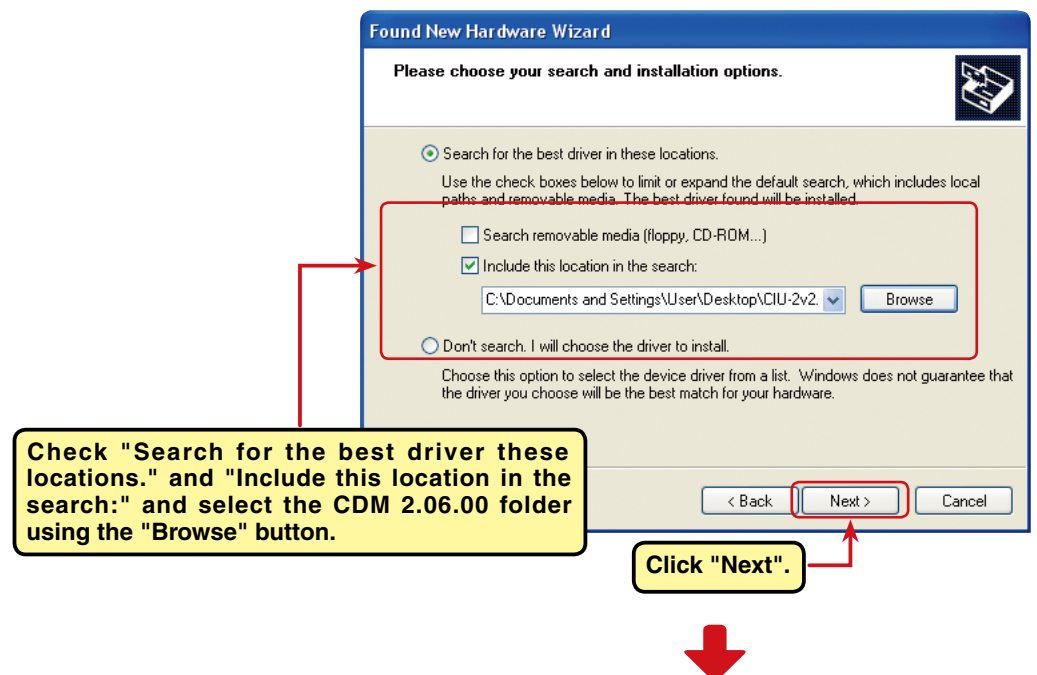 Found New Hardware Wizard
Please choose your search and installation options.
Search for the best driver in these locations.
Use the check boxes below to limit or expand the default search, which includes local
paths and removable media. The best driver found will be installed.
Search removable media (floppy, CD-ROM...)
Include this location in the search:
C:\Documents and Settings\User\Desktop\CIU-2v2.
Browse
Don't search. I will choose the driver to install.
Choose this option to select the device driver from a list. Windows does not guarantee that
the driver you choose will be the best match for your hardware.
Check "Search for the best driver these
locations." and "Include this location in the
search:" and select the CDM 2.06.00 folder
using the "Browse" button.
< Back
Next >
Cancel
Click "Next".